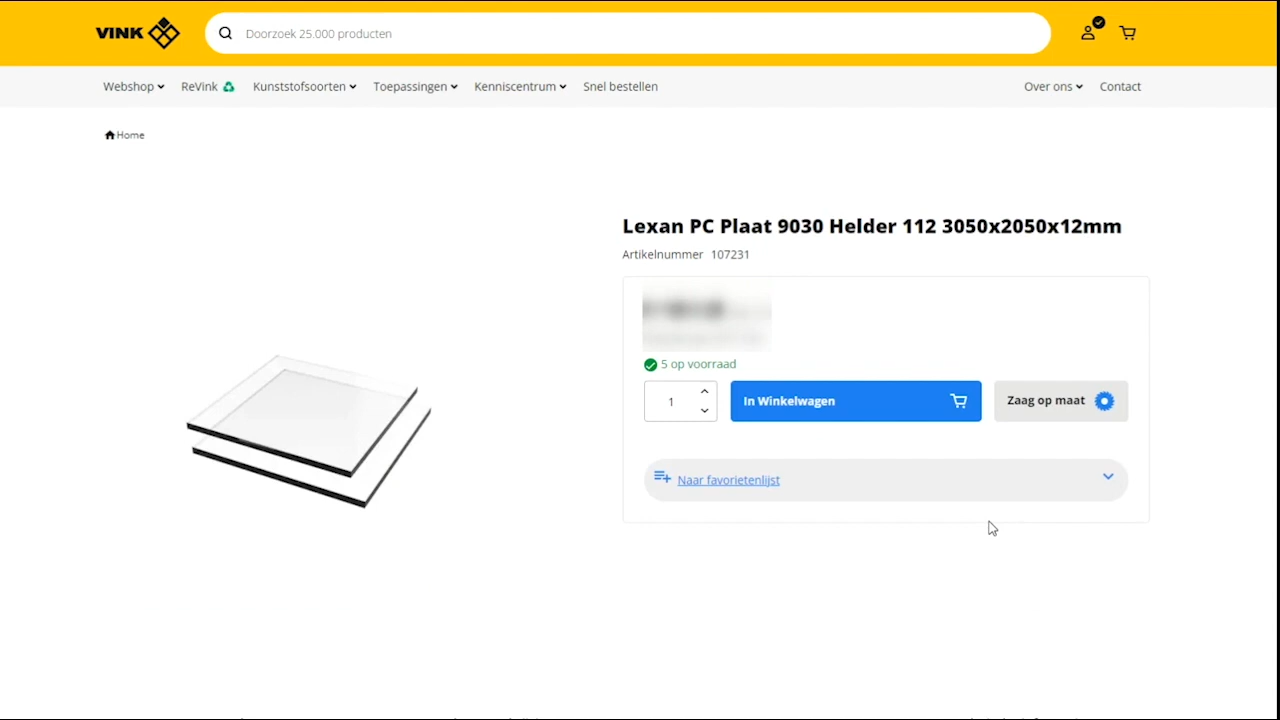 VINK
Doorzoek 25.000 producten
Webshop ReVink Kunststofsoorten Toepassingen Kenniscentrum Snel bestellen Over ons Contact
Home
Lexan PC Plaat 9030 Helder 112 3050x2050x12mm
Artikelnummer 107231
5 op voorraad
1 In Winkelwagen Zaag op maat
Naar favorietenlijst